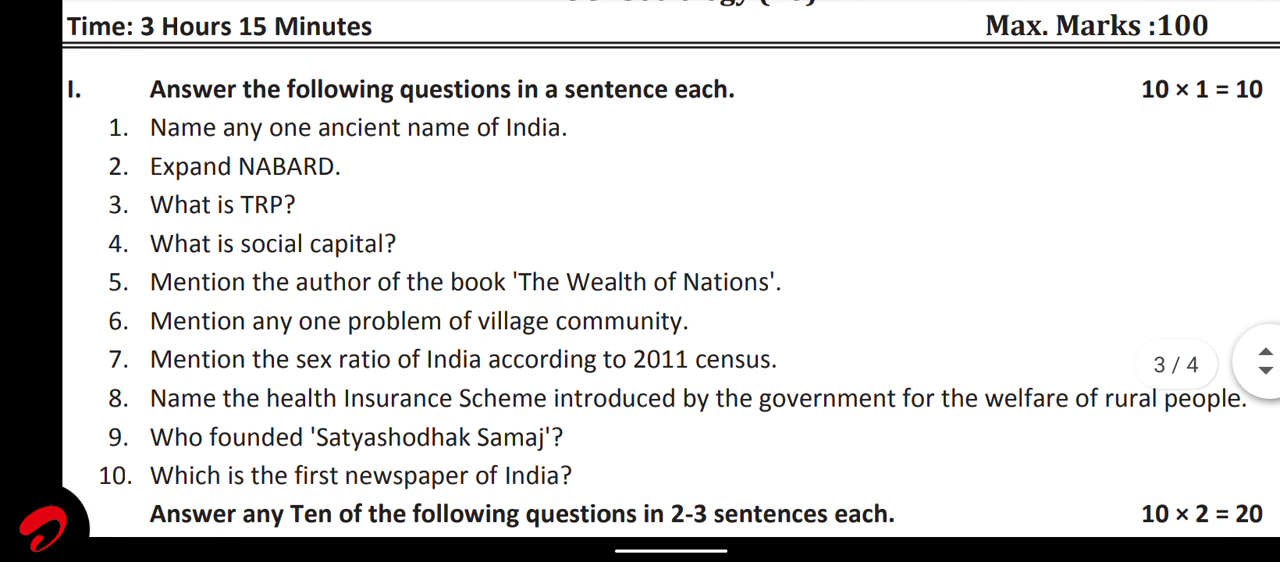 Time: 3 Hours 15 Minutes Max. Marks :100
I. Answer the following questions in a sentence each. 10 × 1 = 10
1. Name any one ancient name of India.
2. Expand NABARD.
3. What is TRP?
4. What is social capital?
5. Mention the author of the book 'The Wealth of Nations'.
6. Mention any one problem of village community.
7. Mention the sex ratio of India according to 2011 census.
3 / 4
8. Name the health Insurance Scheme introduced by the government for the welfare of rural people.
9. Who founded 'Satyashodhak Samaj'?
10. Which is the first newspaper of India?
Answer any Ten of the following questions in 2-3 sentences each. 10 × 2 = 20